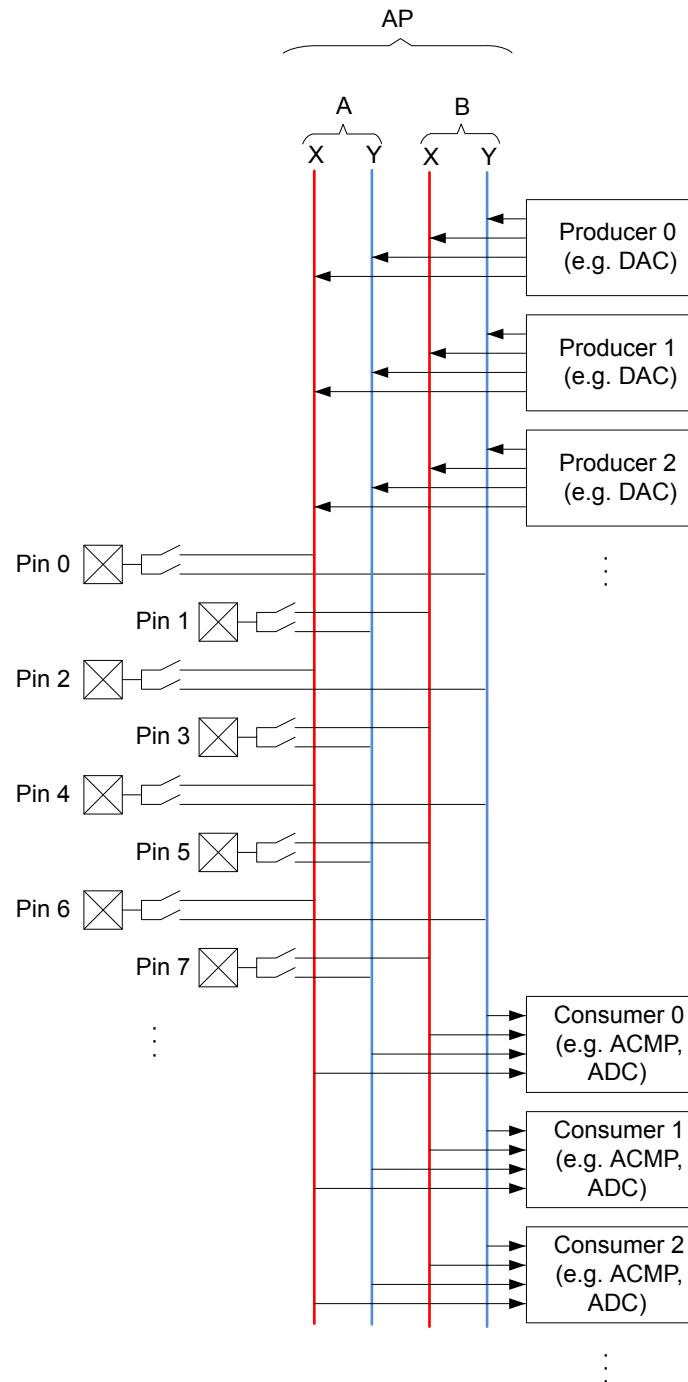 AP
A
B
X
Y
X
Y
Producer 0
(e.g. DAC)
Producer 1
(e.g. DAC)
Producer 2
(e.g. DAC)
Pin 0
Pin 1
Pin 2
Pin 3
Pin 4
Pin 5
Pin 6
Pin 7
Consumer 0
(e.g. ACMP,
ADC)
Consumer 1
(e.g. ACMP,
ADC)
Consumer 2
(e.g. ACMP,
ADC)